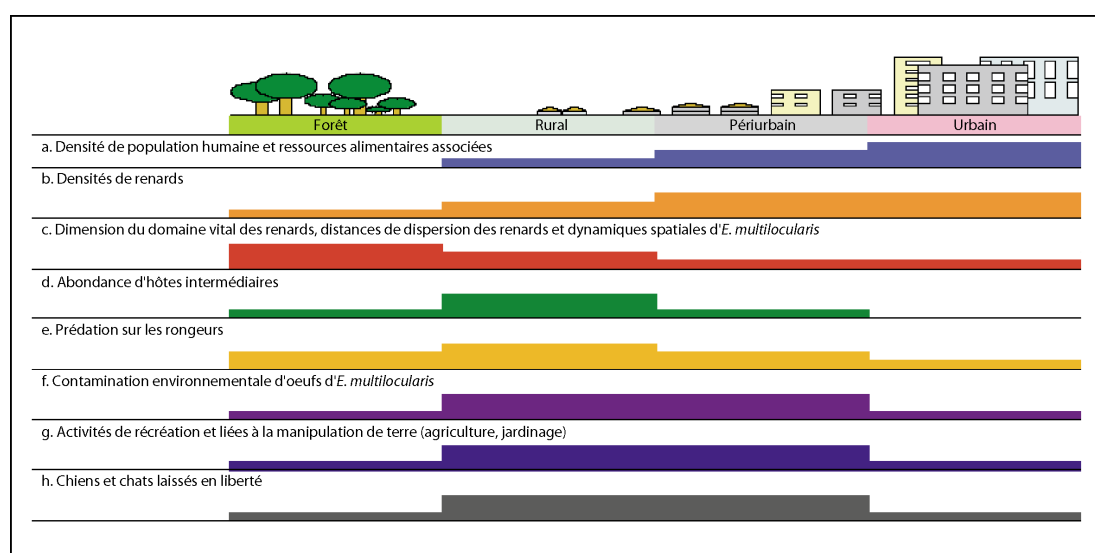 Forêt Rural Périurbain Urbain
a. Densité de population humaine et ressources alimentaires associées
b. Densités de renards
c. Dimension du domaine vital des renards, distances de dispersion des renards et dynamiques spatiales d'E. multilocularis
d. Abondance d'hôtes intermédiaires
e. Prédation sur les rongeurs
f. Contamination environnementale d'oeufs d'E. multilocularis
g. Activités de récréation et liées à la manipulation de terre (agriculture, jardinage)
h. Chiens et chats laissés en liberté